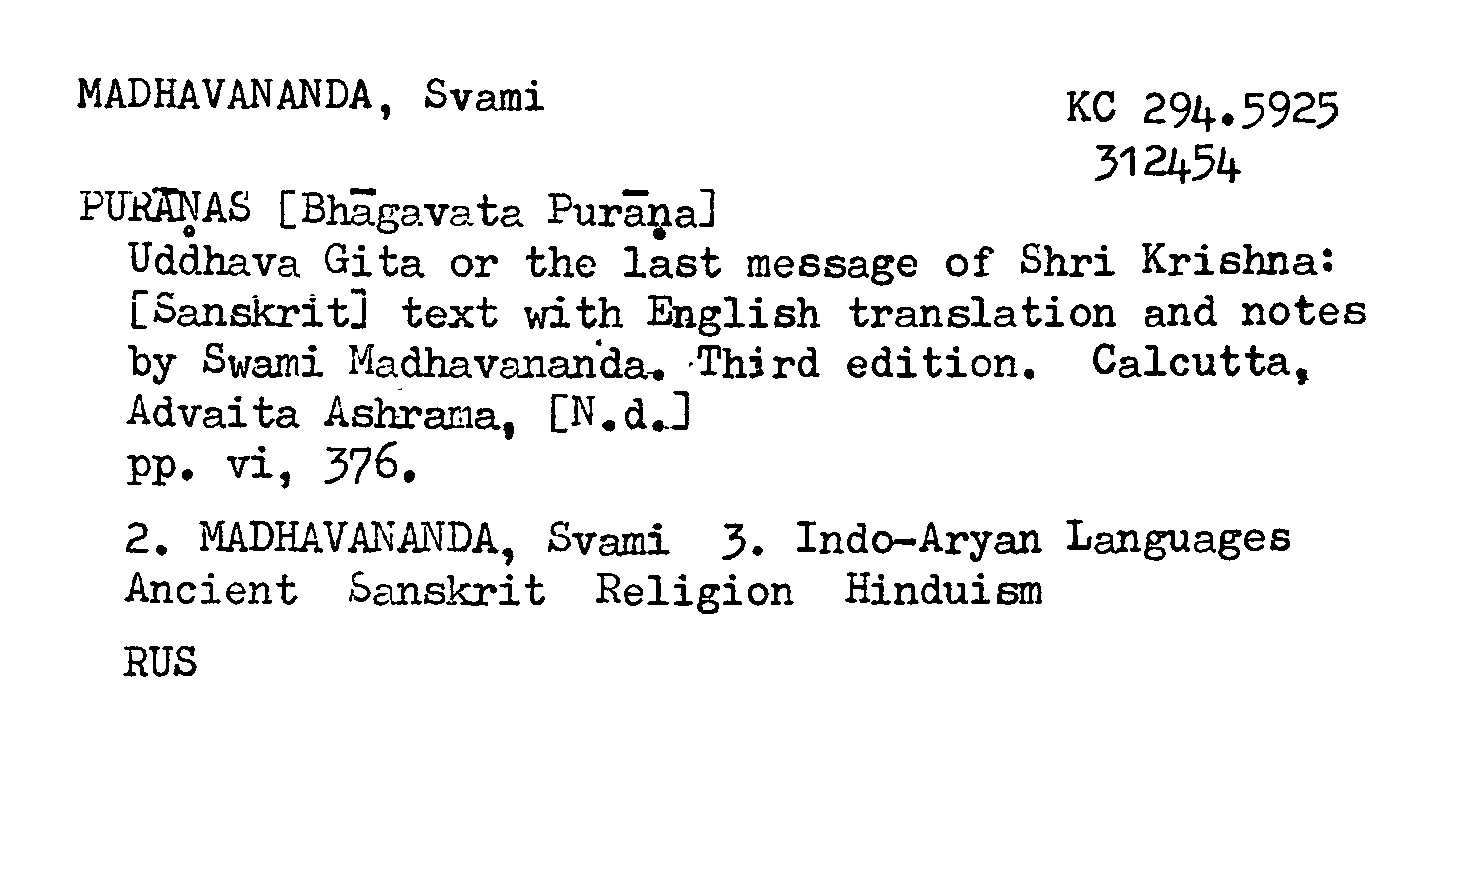 MADHAVANANDA, Svami
KC 294.5925
312454
PURĀṆAS [Bhāgavata Purāṇa]
Uddhava Gita or the last message of Shri Krishna:
[Sanskrit] text with English translation and notes
by Swami Madhavananda. Third edition. Calcutta,
Advaita Ashrama, [N.d.]
pp. vi, 376.
2. MADHAVANANDA, Svami 3. Indo-Aryan Languages
Ancient Sanskrit Religion Hinduism
RUS